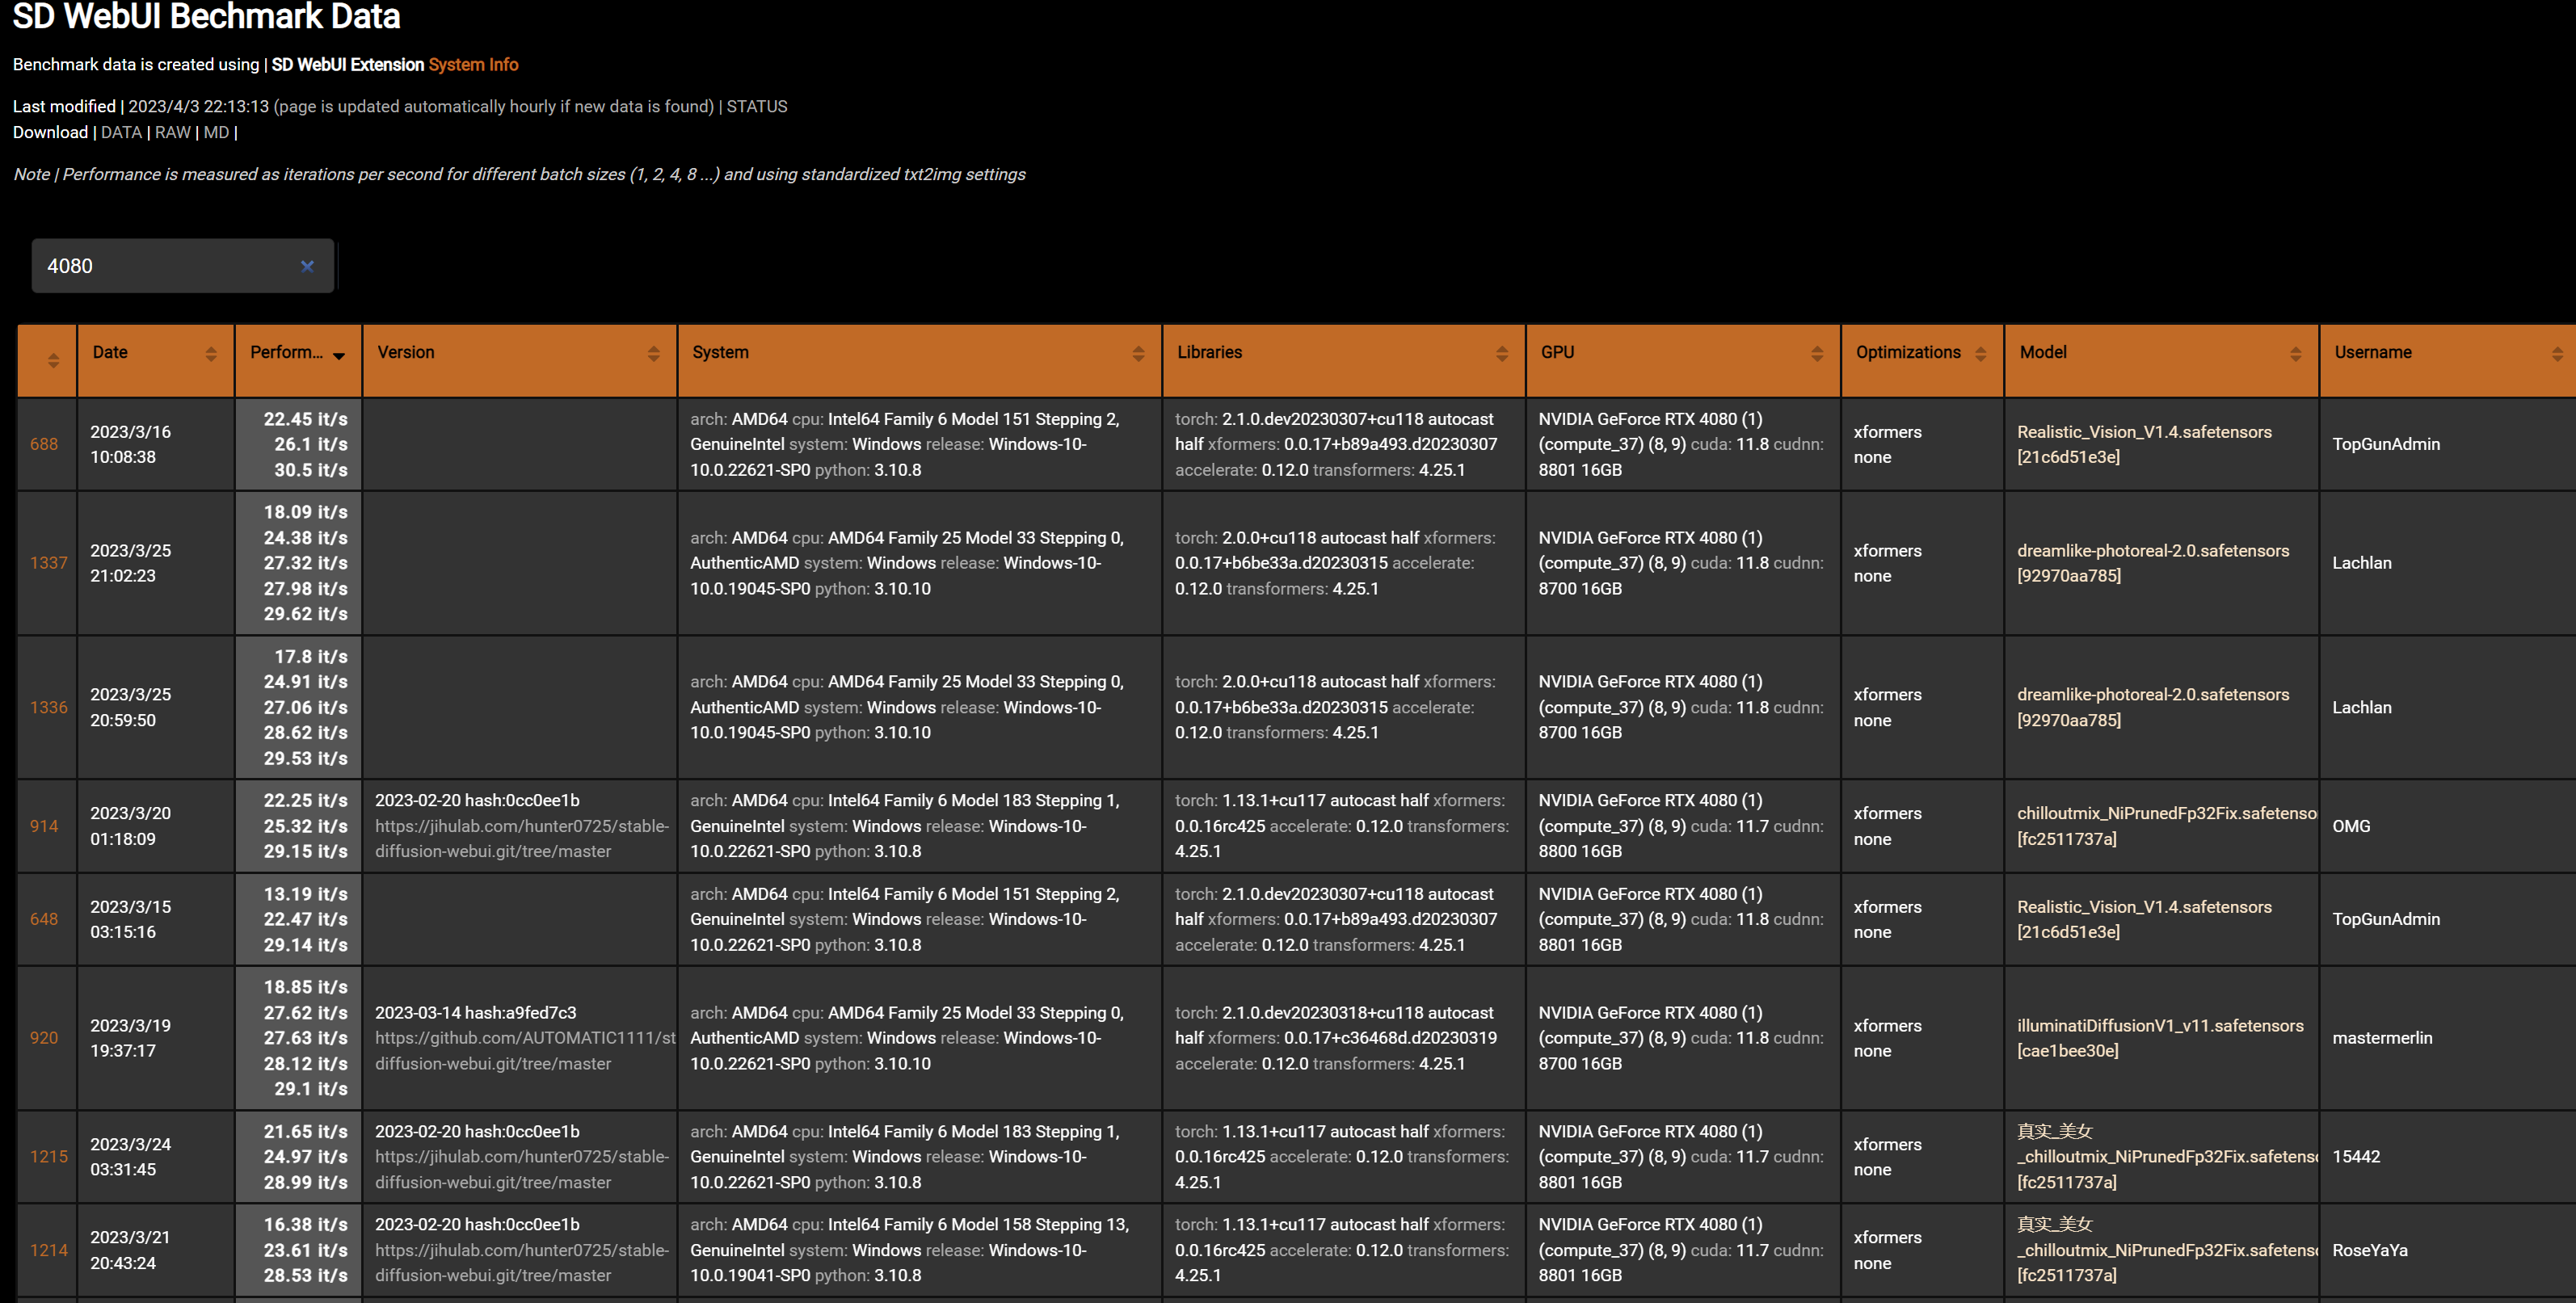 SD WebUI Bechmark Data
Benchmark data is created using | SD WebUI Extension System Info
Last modified | 2023/4/3 22:13:13 (page is updated automatically hourly if new data is found) | STATUS
Download | DATA | RAW | MD |
Note | Performance is measured as iterations per second for different batch sizes (1, 2, 4, 8 ...) and using standardized txt2img settings
4080
Date Perform... Version System Libraries GPU Optimizations Model Username
688
2023/3/16
10:08:38
22.45 it/s
26.1 it/s
30.5 it/s
arch: AMD64 cpu: Intel64 Family 6 Model 151 Stepping 2,
GenuineIntel system: Windows release: Windows-10-
10.0.22621-SP0 python: 3.10.8
torch: 2.1.0.dev20230307+cu118 autocast
half xformers: 0.0.17+b89a493.d20230307
accelerate: 0.12.0 transformers: 4.25.1
NVIDIA GeForce RTX 4080 (1)
(compute_37) (8, 9) cuda: 11.8 cudnn:
8801 16GB
xformers
none
Realistic_Vision_V1.4.safetensors
[21c6d51e3e]
TopGunAdmin
1337
2023/3/25
21:02:23
18.09 it/s
24.38 it/s
27.32 it/s
27.98 it/s
29.62 it/s
arch: AMD64 cpu: AMD64 Family 25 Model 33 Stepping 0,
AuthenticAMD system: Windows release: Windows-10-
10.0.19045-SP0 python: 3.10.10
torch: 2.0.0+cu118 autocast half xformers:
0.0.17+b6be33a.d20230315 accelerate:
0.12.0 transformers: 4.25.1
NVIDIA GeForce RTX 4080 (1)
(compute_37) (8, 9) cuda: 11.8 cudnn:
8700 16GB
xformers
none
dreamlike-photoreal-2.0.safetensors
[92970aa785]
Lachlan
1336
2023/3/25
20:59:50
17.8 it/s
24.91 it/s
27.06 it/s
28.62 it/s
29.53 it/s
arch: AMD64 cpu: AMD64 Family 25 Model 33 Stepping 0,
AuthenticAMD system: Windows release: Windows-10-
10.0.19045-SP0 python: 3.10.10
torch: 2.0.0+cu118 autocast half xformers:
0.0.17+b6be33a.d20230315 accelerate:
0.12.0 transformers: 4.25.1
NVIDIA GeForce RTX 4080 (1)
(compute_37) (8, 9) cuda: 11.8 cudnn:
8700 16GB
xformers
none
dreamlike-photoreal-2.0.safetensors
[92970aa785]
Lachlan
914
2023/3/20
01:18:09
22.25 it/s
25.32 it/s
29.15 it/s
2023-02-20 hash:0cc0ee1b
https://jihulab.com/hunter0725/stable-
diffusion-webui.git/tree/master
arch: AMD64 cpu: Intel64 Family 6 Model 183 Stepping 1,
GenuineIntel system: Windows release: Windows-10-
10.0.22621-SP0 python: 3.10.8
torch: 1.13.1+cu117 autocast half xformers:
0.0.16rc425 accelerate: 0.12.0 transformers:
4.25.1
NVIDIA GeForce RTX 4080 (1)
(compute_37) (8, 9) cuda: 11.7 cudnn:
8800 16GB
xformers
none
chilloutmix_NiPrunedFp32Fix.safetenso
[fc2511737a]
OMG
648
2023/3/15
03:15:16
13.19 it/s
22.47 it/s
29.14 it/s
arch: AMD64 cpu: Intel64 Family 6 Model 151 Stepping 2,
GenuineIntel system: Windows release: Windows-10-
10.0.22621-SP0 python: 3.10.8
torch: 2.1.0.dev20230307+cu118 autocast
half xformers: 0.0.17+b89a493.d20230307
accelerate: 0.12.0 transformers: 4.25.1
NVIDIA GeForce RTX 4080 (1)
(compute_37) (8, 9) cuda: 11.8 cudnn:
8801 16GB
xformers
none
Realistic_Vision_V1.4.safetensors
[21c6d51e3e]
TopGunAdmin
920
2023/3/19
19:37:17
18.85 it/s
27.62 it/s
27.63 it/s
28.12 it/s
29.1 it/s
2023-03-14 hash:a9fed7c3
https://github.com/AUTOMATIC1111/st
diffusion-webui.git/tree/master
arch: AMD64 cpu: AMD64 Family 25 Model 33 Stepping 0,
AuthenticAMD system: Windows release: Windows-10-
10.0.22621-SP0 python: 3.10.10
torch: 2.1.0.dev20230318+cu118 autocast
half xformers: 0.0.17+c36468d.d20230319
accelerate: 0.12.0 transformers: 4.25.1
NVIDIA GeForce RTX 4080 (1)
(compute_37) (8, 9) cuda: 11.8 cudnn:
8700 16GB
xformers
none
illuminatiDiffusionV1_v11.safetensors
[cae1bee30e]
mastermerlin
1215
2023/3/24
03:31:45
21.65 it/s
24.97 it/s
28.99 it/s
2023-02-20 hash:0cc0ee1b
https://jihulab.com/hunter0725/stable-
diffusion-webui.git/tree/master
arch: AMD64 cpu: Intel64 Family 6 Model 183 Stepping 1,
GenuineIntel system: Windows release: Windows-10-
10.0.22621-SP0 python: 3.10.8
torch: 1.13.1+cu117 autocast half xformers:
0.0.16rc425 accelerate: 0.12.0 transformers:
4.25.1
NVIDIA GeForce RTX 4080 (1)
(compute_37) (8, 9) cuda: 11.7 cudnn:
8801 16GB
xformers
none
真实_美女
_chilloutmix_NiPrunedFp32Fix.safetenso
[fc2511737a]
15442
1214
2023/3/21
20:43:24
16.38 it/s
23.61 it/s
28.53 it/s
2023-02-20 hash:0cc0ee1b
https://jihulab.com/hunter0725/stable-
diffusion-webui.git/tree/master
arch: AMD64 cpu: Intel64 Family 6 Model 158 Stepping 13,
GenuineIntel system: Windows release: Windows-10-
10.0.19041-SP0 python: 3.10.8
torch: 1.13.1+cu117 autocast half xformers:
0.0.16rc425 accelerate: 0.12.0 transformers:
4.25.1
NVIDIA GeForce RTX 4080 (1)
(compute_37) (8, 9) cuda: 11.7 cudnn:
8801 16GB
xformers
none
真实_美女
_chilloutmix_NiPrunedFp32Fix.safetenso
[fc2511737a]
RoseYaYa